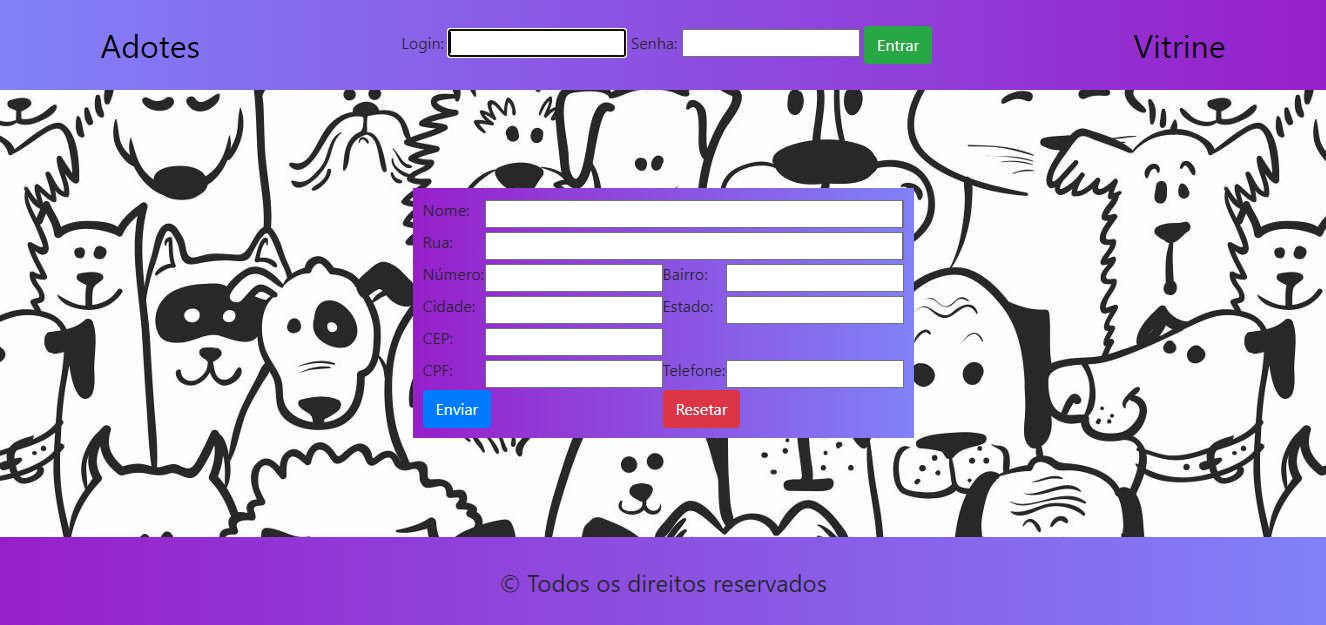 Adotes Login: Senha: Entrar Vitrine
Nome:
Rua:
Número: Bairro:
Cidade: Estado:
CEP:
CPF: Telefone:
Enviar Resetar
© Todos os direitos reservados